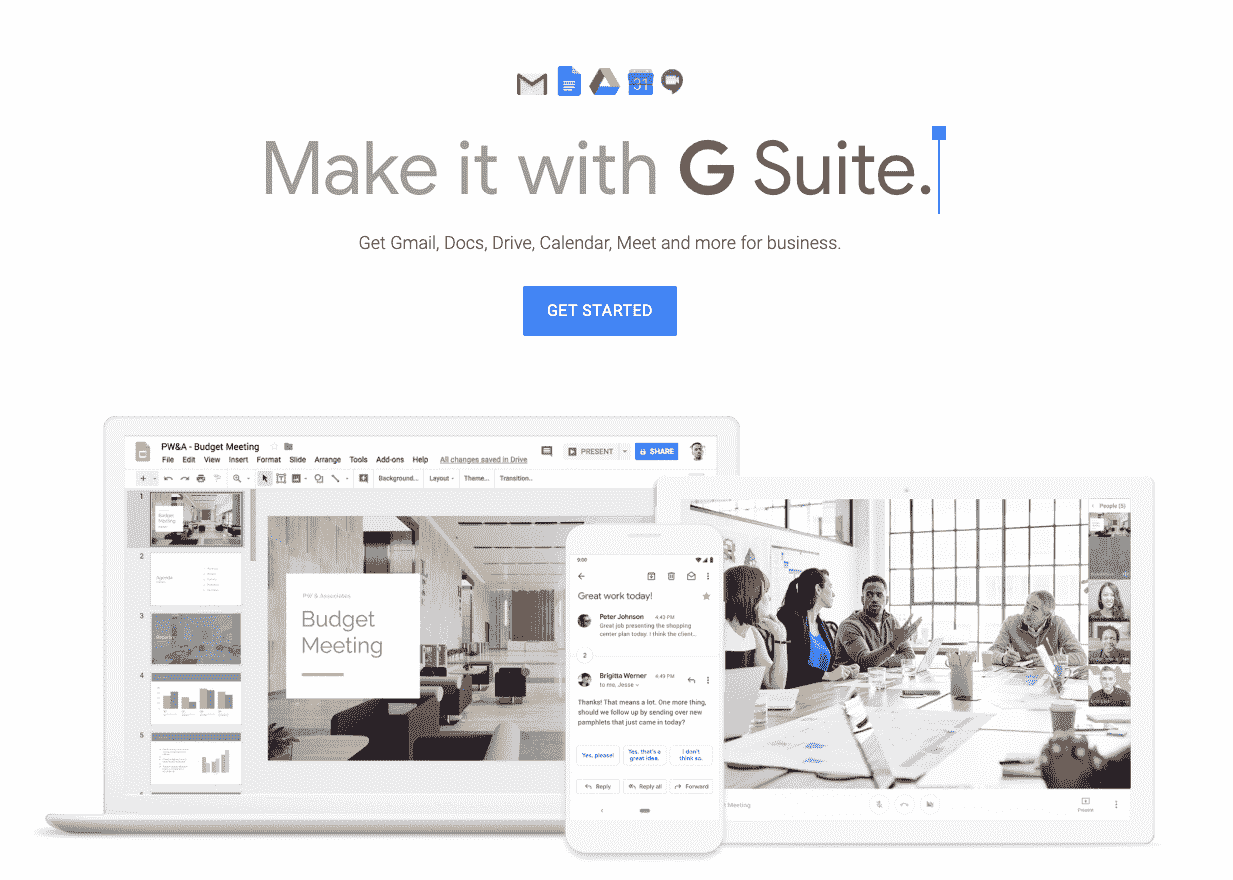 31
Make it with G Suite.
Get Gmail, Docs, Drive, Calendar, Meet and more for business.
GET STARTED
PW&A - Budget Meeting
File Edit View Insert Format Slide Arrange Tools Add-ons Help All changes saved in Drive
PRESENT
SHARE
Background... Layout Theme... Transition...
1
Budget
Meeting
2
Agenda
3
4
5
PW & Associates
Budget
Meeting
9:00
Great work today!
Peter Johnson 4:43 PM
Great job presenting the shopping
center plan today. I think the client...
2
Brigitta Werner 4:49 PM
to me, Jesse
Thanks! That means a lot. One more thing,
should we follow up by sending over new
pamphlets that just came in today?
Yes, please!
Yes, that's a
great idea.
I don't
think so.
Reply
Reply all
Forward
People (5)
Meeting
Present